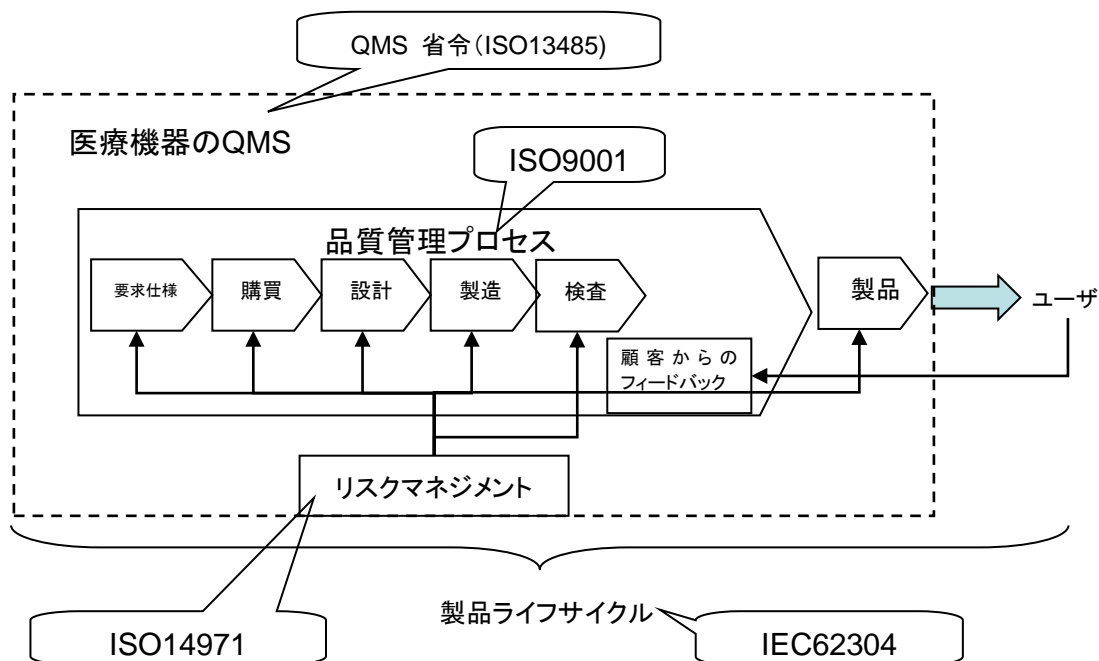 QMS 省令(ISO13485)
医療機器のQMS
ISO9001
品質管理プロセス
要求仕様
購買
設計
製造
検査
製品
ユーザ
顧客からの
フィードバック
リスクマネジメント
製品ライフサイクル
ISO14971
IEC62304